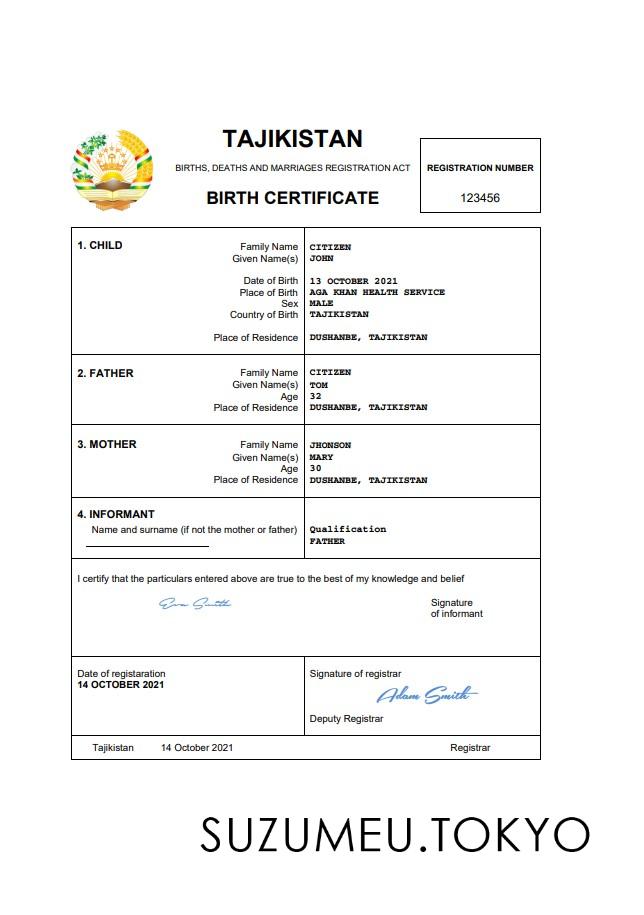 TAJIKISTAN
BIRTHS, DEATHS AND MARRIAGES REGISTRATION ACT
BIRTH CERTIFICATE
REGISTRATION NUMBER
123456
1. CHILD
Family Name CITIZEN
Given Name(s) JOHN
Date of Birth 13 OCTOBER 2021
Place of Birth AGA KHAN HEALTH SERVICE
Sex MALE
Country of Birth TAJIKISTAN
Place of Residence DUSHANBE, TAJIKISTAN
2. FATHER
Family Name CITIZEN
Given Name(s) TOM
Age 32
Place of Residence DUSHANBE, TAJIKISTAN
3. MOTHER
Family Name JHONSON
Given Name(s) MARY
Age 30
Place of Residence DUSHANBE, TAJIKISTAN
4. INFORMANT
Name and surname (if not the mother or father) Qualification
FATHER
I certify that the particulars entered above are true to the best of my knowledge and belief
Eva Smith
Signature
of informant
Date of registaration
14 OCTOBER 2021
Signature of registrar
Adam Smith
Deputy Registrar
Tajikistan 14 October 2021 Registrar
SUZUMEU.TOKYO